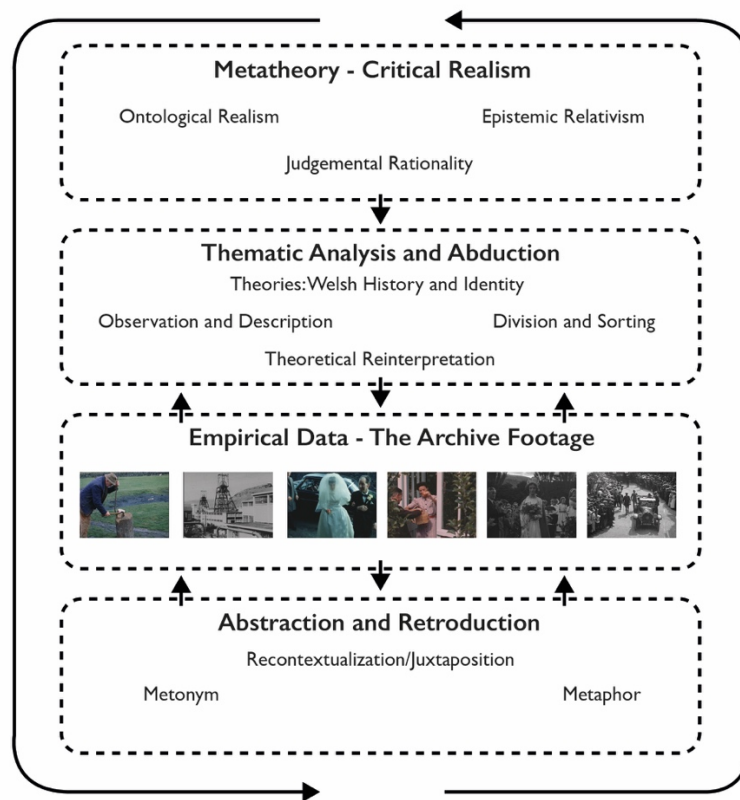 Metatheory - Critical Realism
Ontological Realism
Epistemic Relativism
Judgemental Rationality
Thematic Analysis and Abduction
Theories:Welsh History and Identity
Observation and Description
Division and Sorting
Theoretical Reinterpretation
Empirical Data - The Archive Footage
Abstraction and Retroduction
Recontextualization/Juxtaposition
Metonym
Metaphor